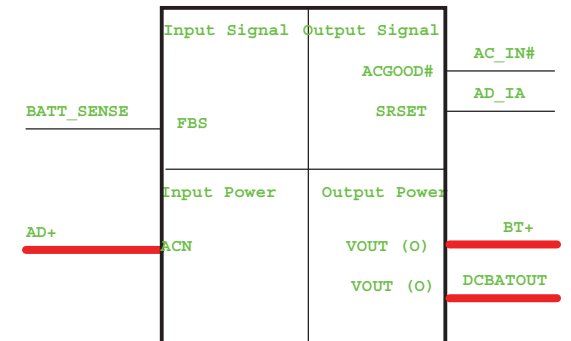 Input Signal Output Signal
AC_IN#
ACGOOD#
AD_IA
BATT_SENSE
SRSET
FBS
Input Power Output Power
AD+
BT+
ACN
VOUT (O)
DCBATOUT
VOUT (O)